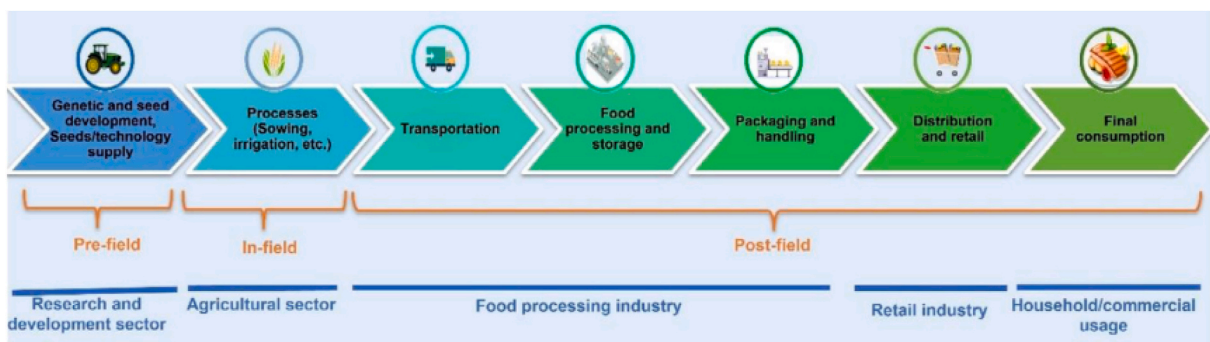 Genetic and seed
development,
Seeds/technology
supply
Processes
(Sowing,
irrigation, etc.)
Transportation
Food
processing and
storage
Packaging and
handling
Distribution
and retail
Final
consumption
Pre-field
In-field
Post-field
Research and
development sector
Agricultural sector
Food processing industry
Retail industry
Household/commercial
usage